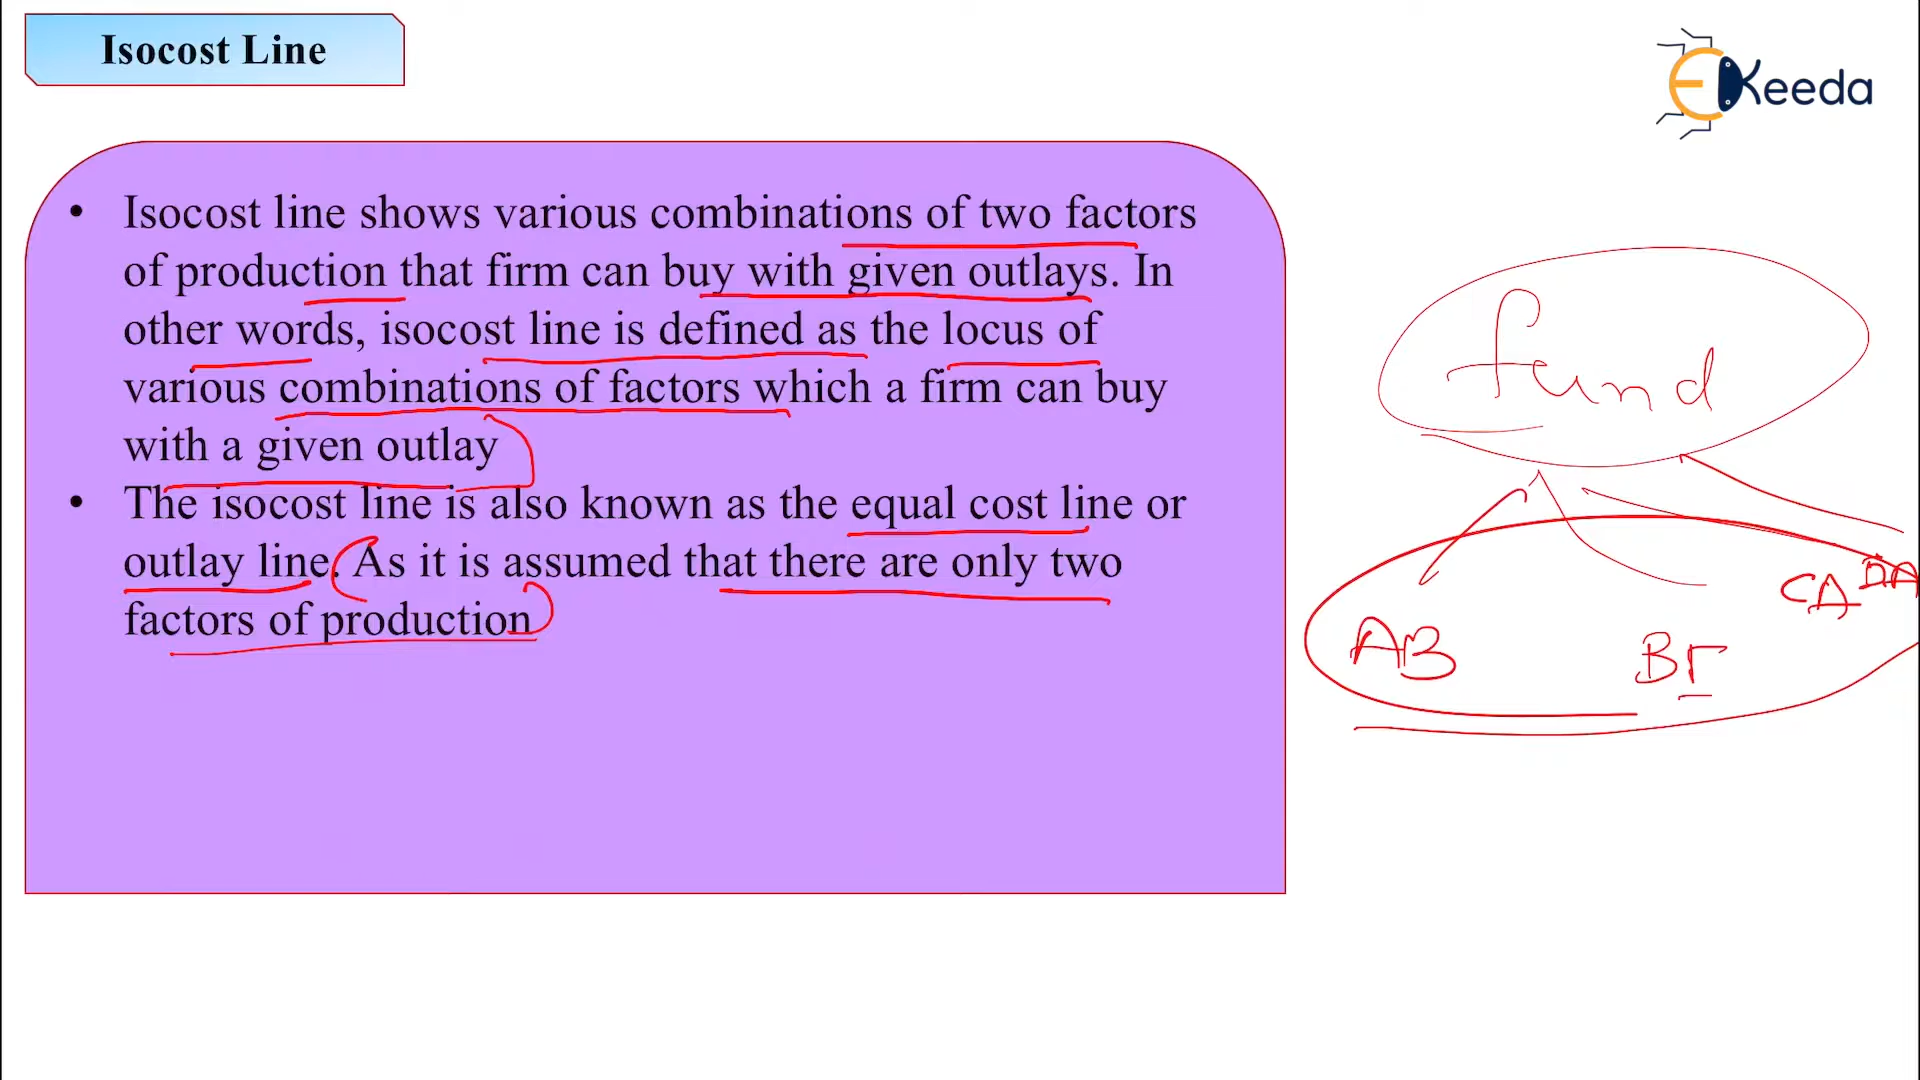 Isocost Line
EKeeda
• Isocost line shows various combinations of two factors
of production that firm can buy with given outlays. In
other words, isocost line is defined as the locus of
various combinations of factors which a firm can buy
with a given outlay
• The isocost line is also known as the equal cost line or
outlay line. As it is assumed that there are only two
factors of production
fund
CA DA
AB